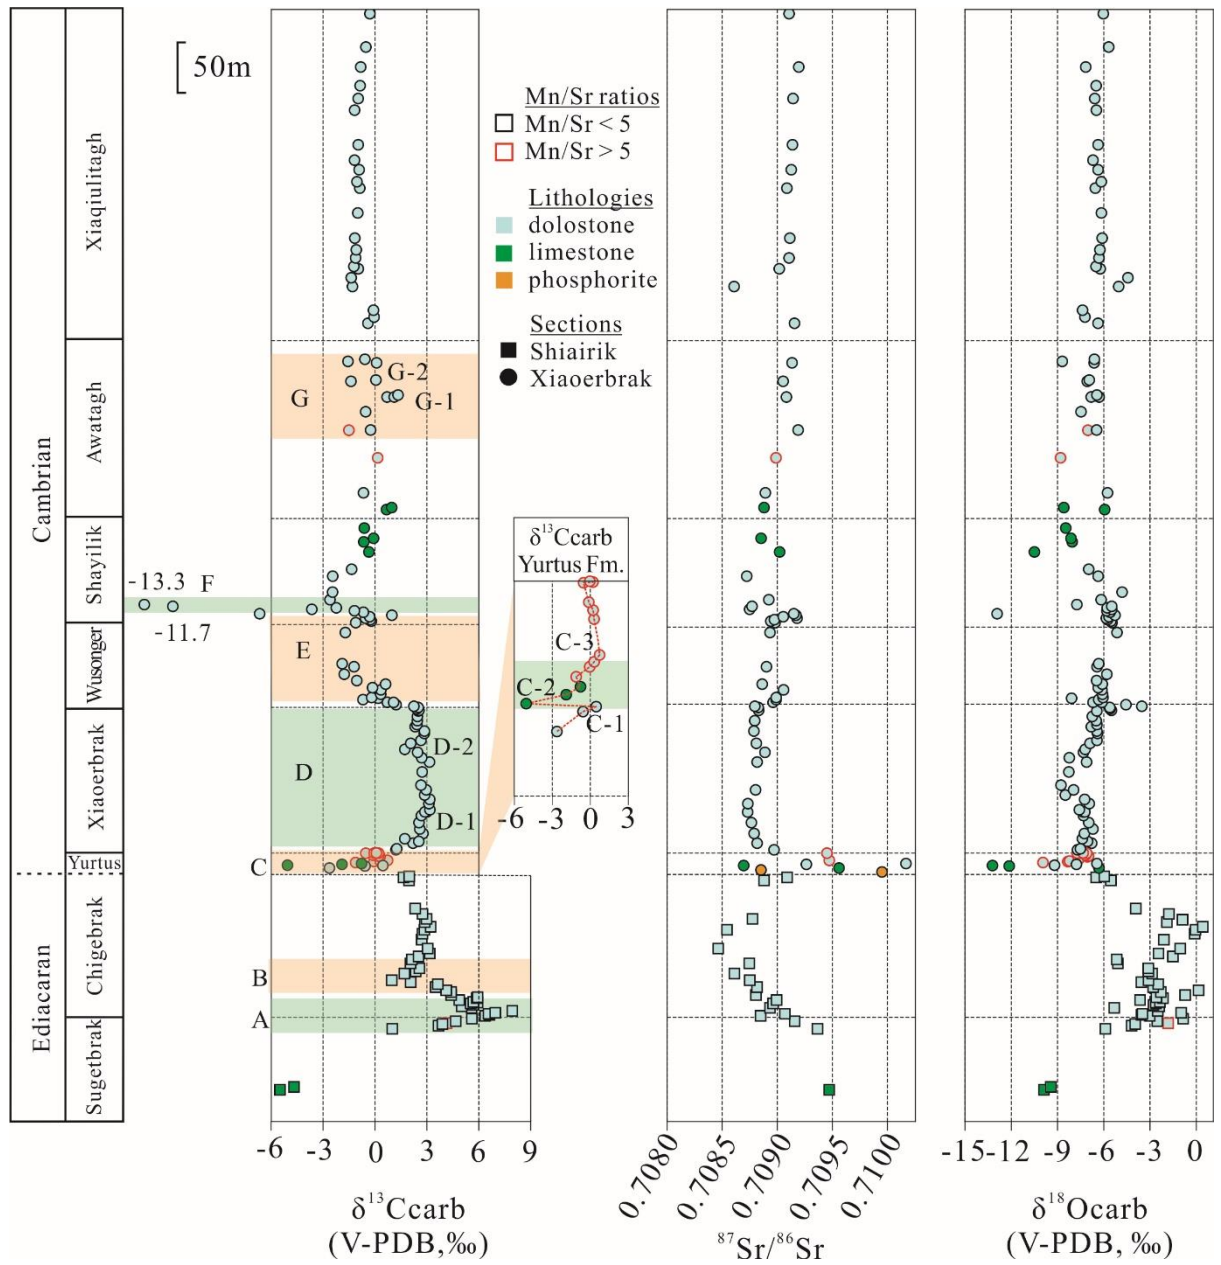 50m
Mn/Sr ratios
Mn/Sr < 5
Mn/Sr > 5
Lithologies
dolostone
limestone
phosphorite
Sections
Shiairik
Xiaoerbrak
Cambrian
Ediacaran
Xiaqiulitagh
Awatagh
Shayilik
Wusonger
Xiaoerbrak
Yurtus
Chigebrak
Sugetbrak
G
G-2
G-1
-13.3 F
-11.7
E
D
D-2
D-1
C
B
A
δ¹³Ccarb
Yurtus Fm.
C-3
C-2
C-1
-6 -3 0 3
-6 -3 0 3 6 9
δ¹³Ccarb
(V-PDB,‰)
0.7080 0.7085 0.7090 0.7095 0.7100
⁸⁷Sr/⁸⁶Sr
-15 -12 -9 -6 -3 0
δ¹⁸Ocarb
(V-PDB,‰)